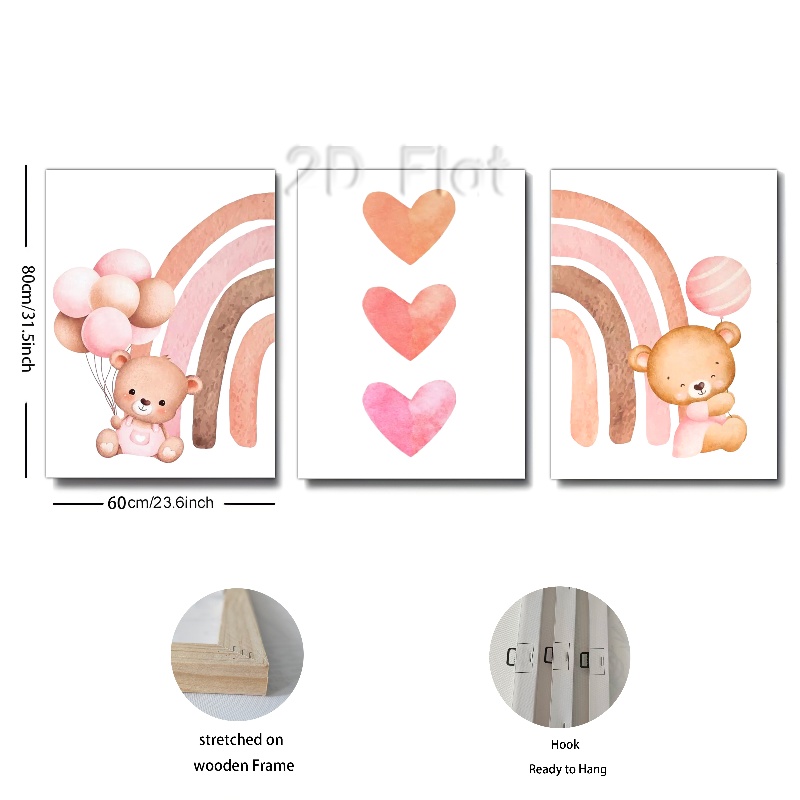 2D Flat
80cm/31.5inch
60cm/23.6inch
stretched on
wooden Frame
Hook
Ready to Hang